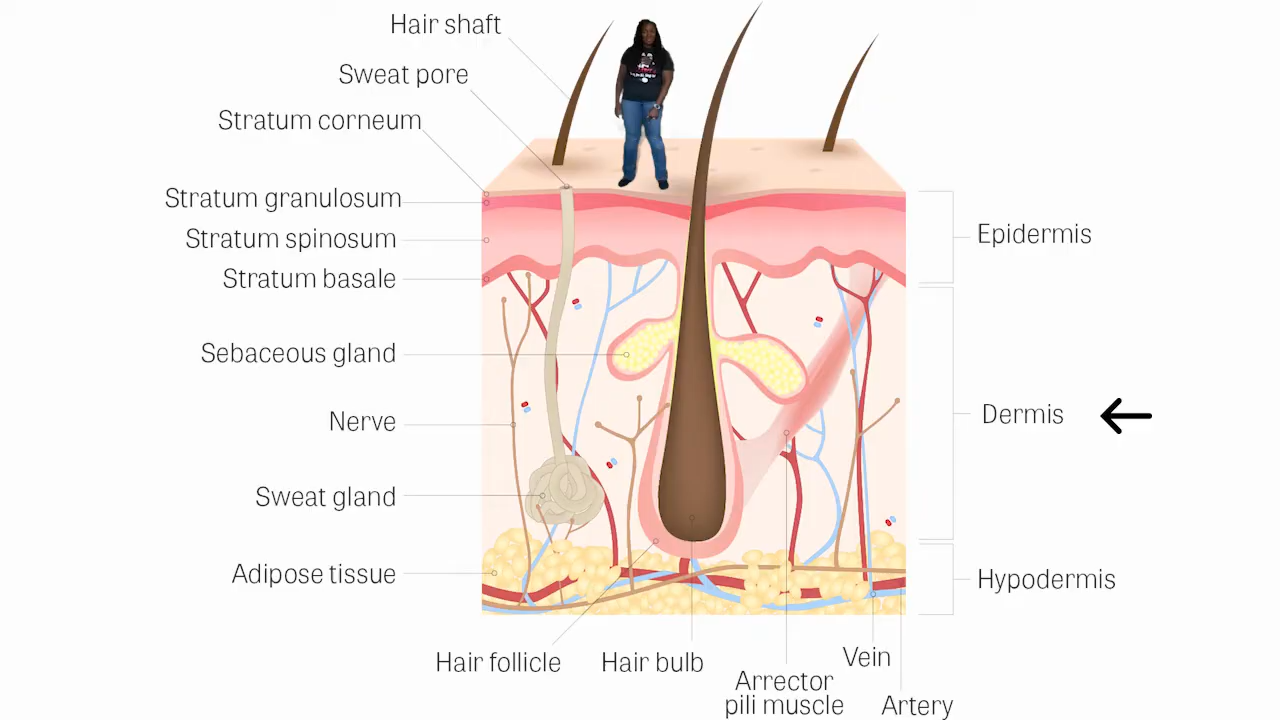 Hair shaft
Sweat pore
Stratum corneum
Stratum granulosum
Stratum spinosum
Stratum basale
Sebaceous gland
Nerve
Sweat gland
Adipose tissue
Epidermis
Dermis
Hypodermis
Hair follicle
Hair bulb
Arrector
pili muscle
Vein
Artery